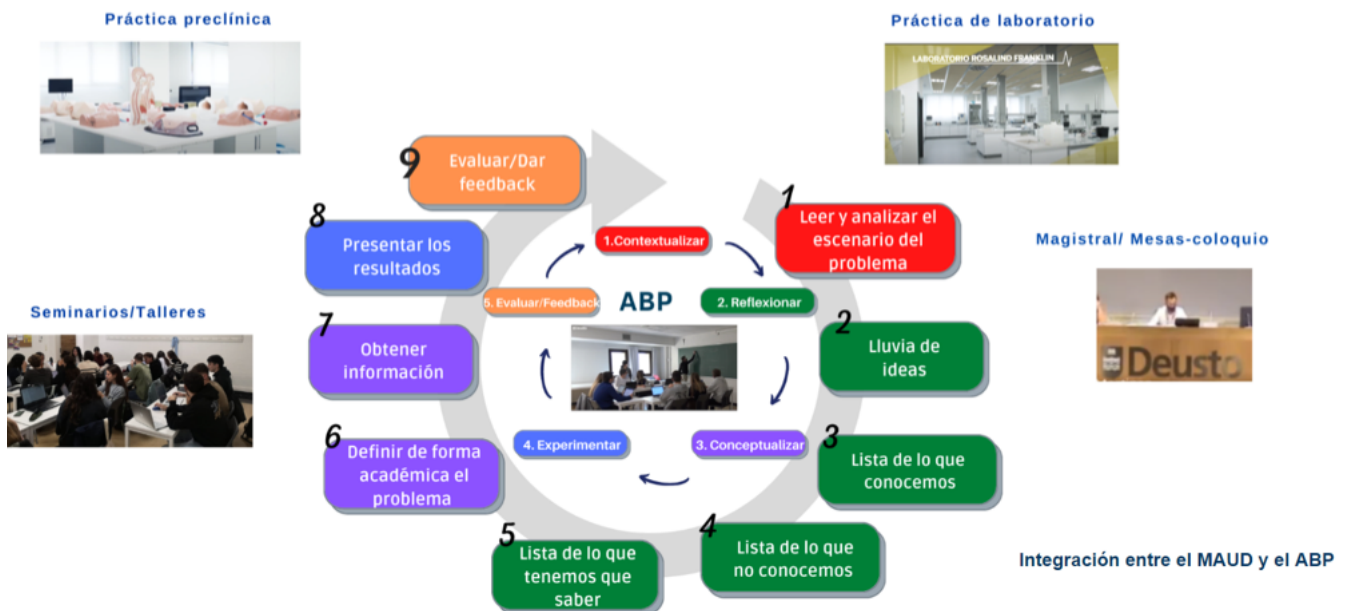 Práctica preclínica
Práctica de laboratorio
LABORATORIO ROSALIND FRANKLIN
9
Evaluar/Dar
feedback
1
Leer y analizar el
escenario del
problema
8
Presentar los
resultados
1.Contextualizar
Magistral/ Mesas-coloquio
5. Evaluar/Feedback
ABP
2. Reflexionar
Seminarios/Talleres
7
Obtener
información
2
Lluvia de
ideas
Deusto
6
Definir de forma
académica el
problema
4. Experimentar
3. Conceptualizar
3
Lista de lo que
conocemos
5
Lista de lo que
tenemos que
saber
4
Lista de lo que
no conocemos
Integración entre el MAUD y el ABP